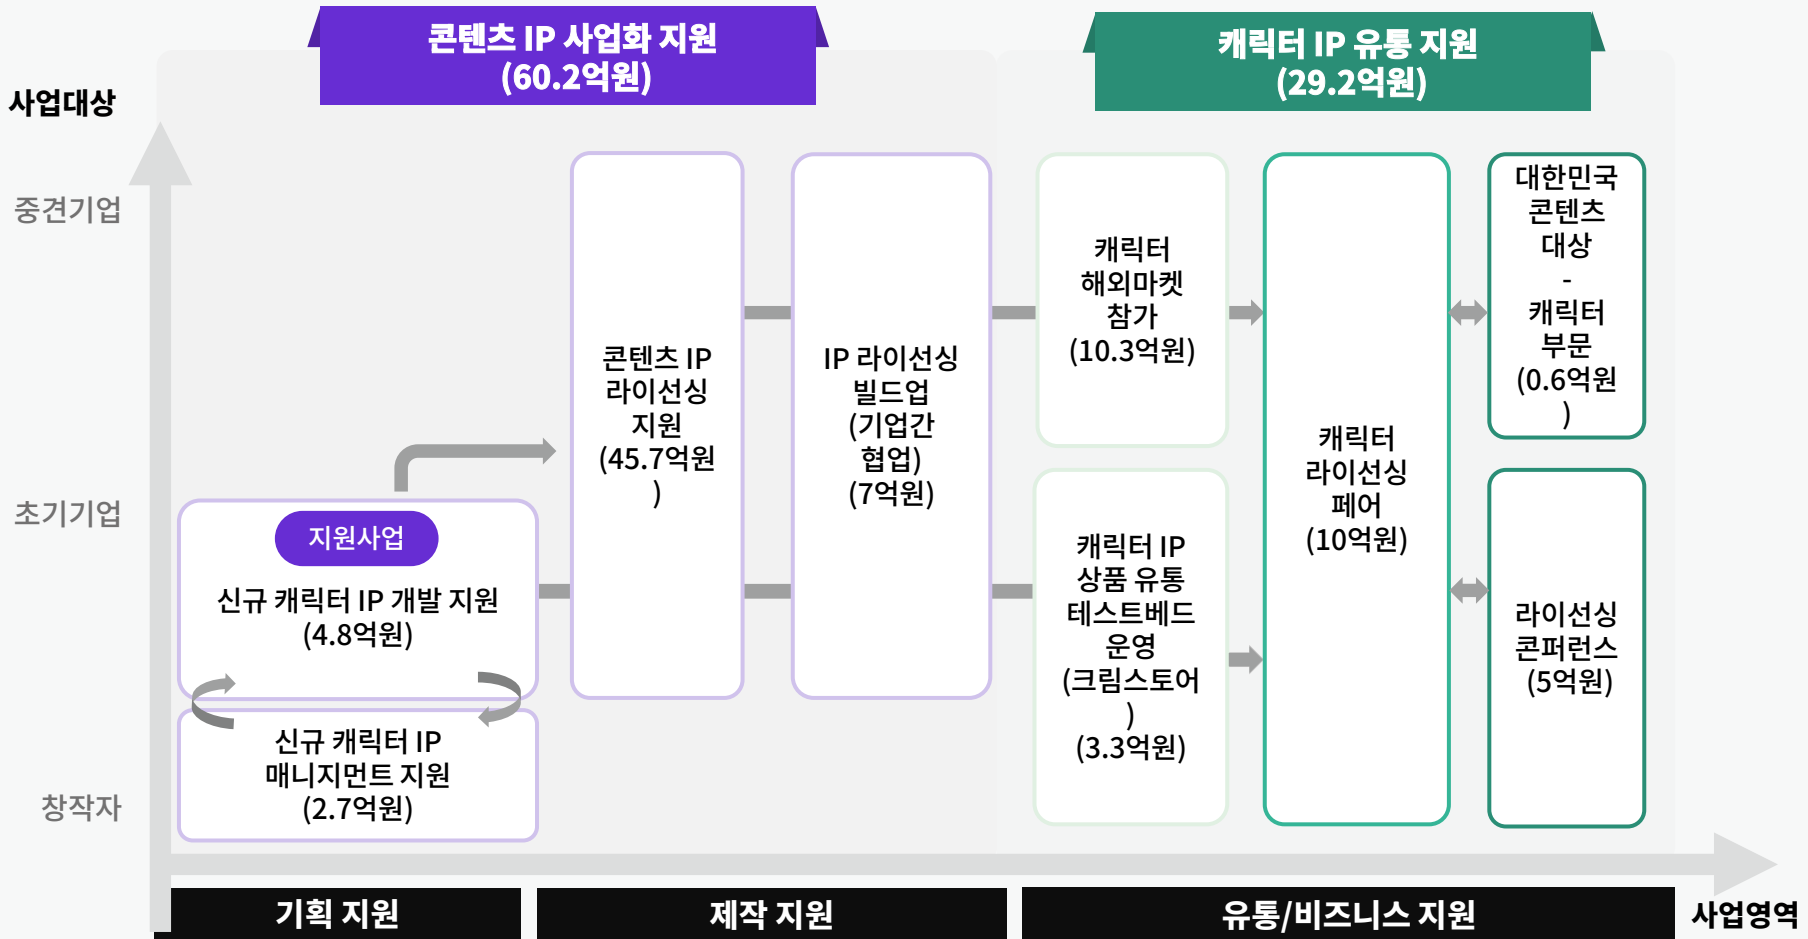 콘텐츠 IP 사업화 지원
(60.2억원)
캐릭터 IP 유통 지원
(29.2억원)
사업대상
중견기업
초기기업
창작자
지원사업
신규 캐릭터 IP 개발 지원
(4.8억원)
신규 캐릭터 IP
매니지먼트 지원
(2.7억원)
콘텐츠 IP
라이선싱
지원
(45.7억원
)
IP 라이선싱
빌드업
(기업간
협업)
(7억원)
캐릭터
해외마켓
참가
(10.3억원)
캐릭터 IP
상품 유통
테스트베드
운영
(크림스토어
)
(3.3억원)
캐릭터
라이선싱
페어
(10억원)
대한민국
콘텐츠
대상
-
캐릭터
부문
(0.6억원
)
라이선싱
콘퍼런스
(5억원)
기획 지원
제작 지원
유통/비즈니스 지원
사업영역